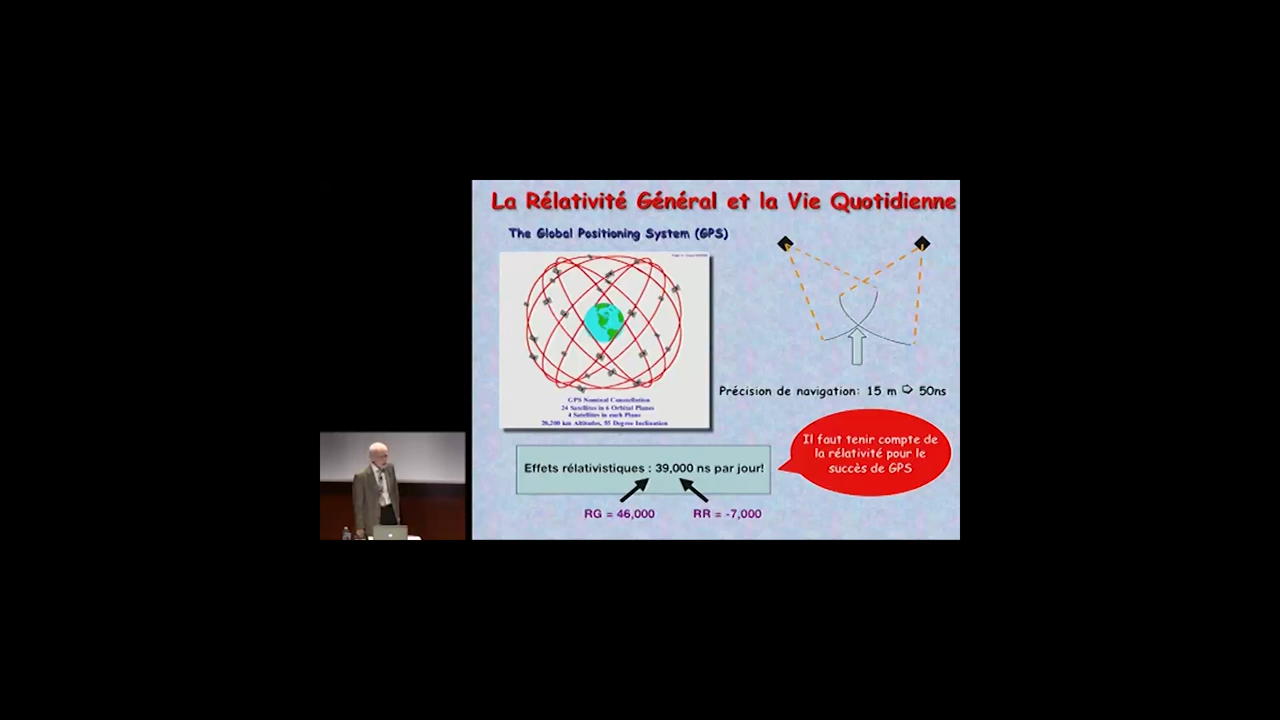 La Rélativité Général et la Vie Quotidienne
The Global Positioning System (GPS)
GPS Nominal Constellation
24 Satellites in 6 Orbital Planes
4 Satellites in each Plane
20,200 km Altitudes, 55 Degree Inclination
Précision de navigation: 15 m ➩ 50ns
Il faut tenir compte de
la rélativité pour le
succès de GPS
Effets rélativistiques : 39,000 ns par jour!
RG = 46,000
RR = -7,000